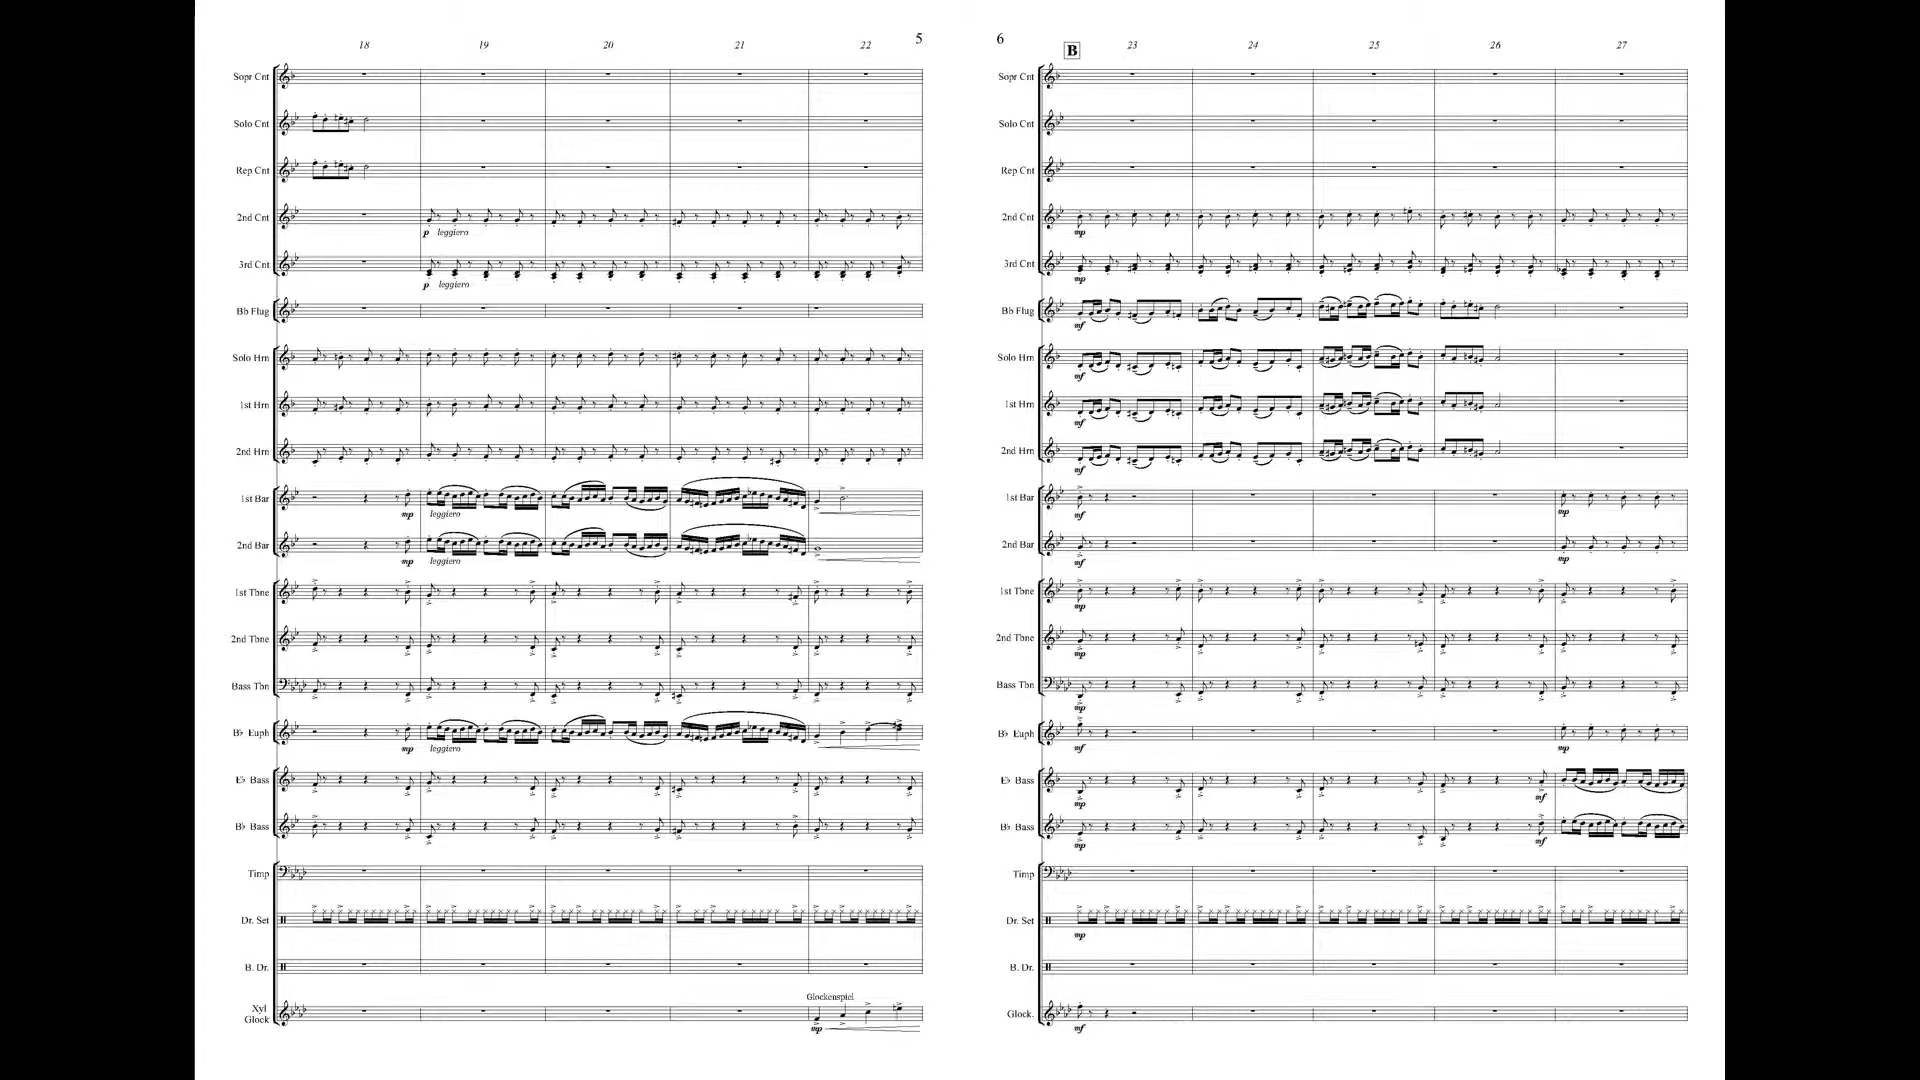 18 19 20 21 22 5
Sopr Cnt
Solo Cnt
Rep Cnt
2nd Cnt
p leggiero
3rd Cnt
p leggiero
Bb Flug
Solo Hrn
1st Hrn
2nd Hrn
1st Bar
mp leggiero
2nd Bar
mp leggiero
1st Tbne
2nd Tbne
Bass Tbn
B♭ Euph
mp leggiero
E♭ Bass
B♭ Bass
Timp
Dr. Set
B. Dr.
Glockenspiel
Xyl
Glock
mp
6 B 23 24 25 26 27
Sopr Cnt
Solo Cnt
Rep Cnt
2nd Cnt
mp
3rd Cnt
mp
Bb Flug
mf
Solo Hrn
mf
1st Hrn
mf
2nd Hrn
mf
1st Bar
mf mp
2nd Bar
mf mp
1st Tbne
mp
2nd Tbne
mp
Bass Tbn
mp
B♭ Euph
mf mp
E♭ Bass
mp mf
B♭ Bass
mp mf
Timp
Dr. Set
mp
B. Dr.
Glock.
mf